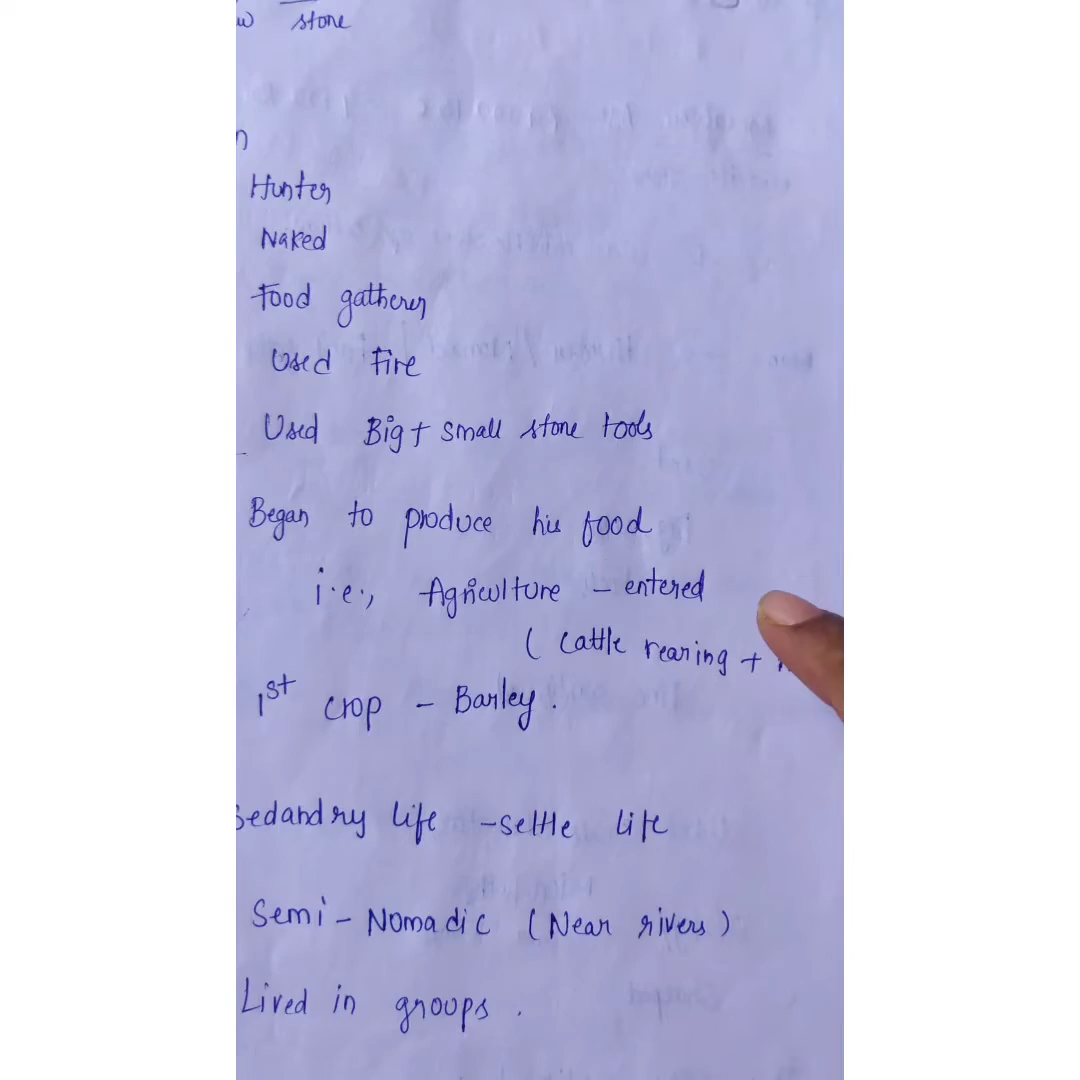 stone
Hunter
Naked
Food gatherer
Used Fire
Used Big + small stone tools
Began to produce his food
i.e., Agriculture - entered
( cattle rearing +
1st crop - Barley.
Sedandry life - settle life
Semi - Nomadic (Near rivers)
Lived in groups.